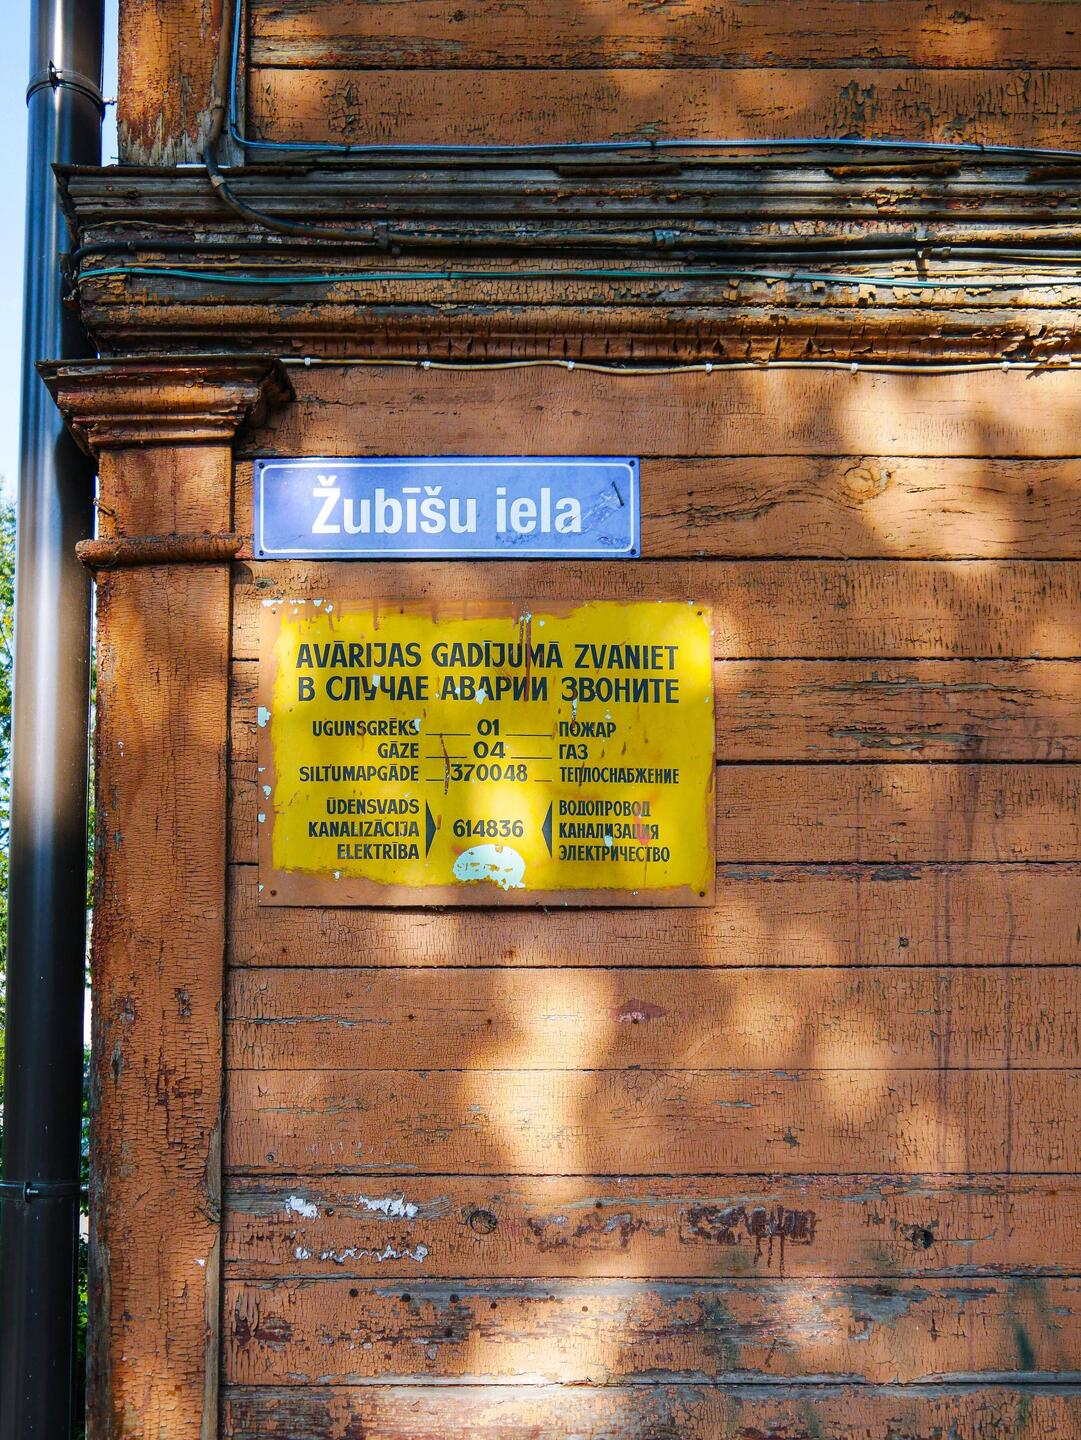 Žubīšu iela
AVĀRIJAS GADĪJUMĀ ZVANIET
В СЛУЧАЕ АВАРИИ ЗВОНИТЕ
UGUNSGRĒKS 01 ПОЖАР
GĀZE 04 ГАЗ
SILTUMAPGĀDE 370048 ТЕПЛОСНАБЖЕНИЕ
ŪDENSVADS ВОДОПРОВОД
KANALIZĀCIJA 614836 КАНАЛИЗАЦИЯ
ELEKTRĪBA ЭЛЕКТРИЧЕСТВО